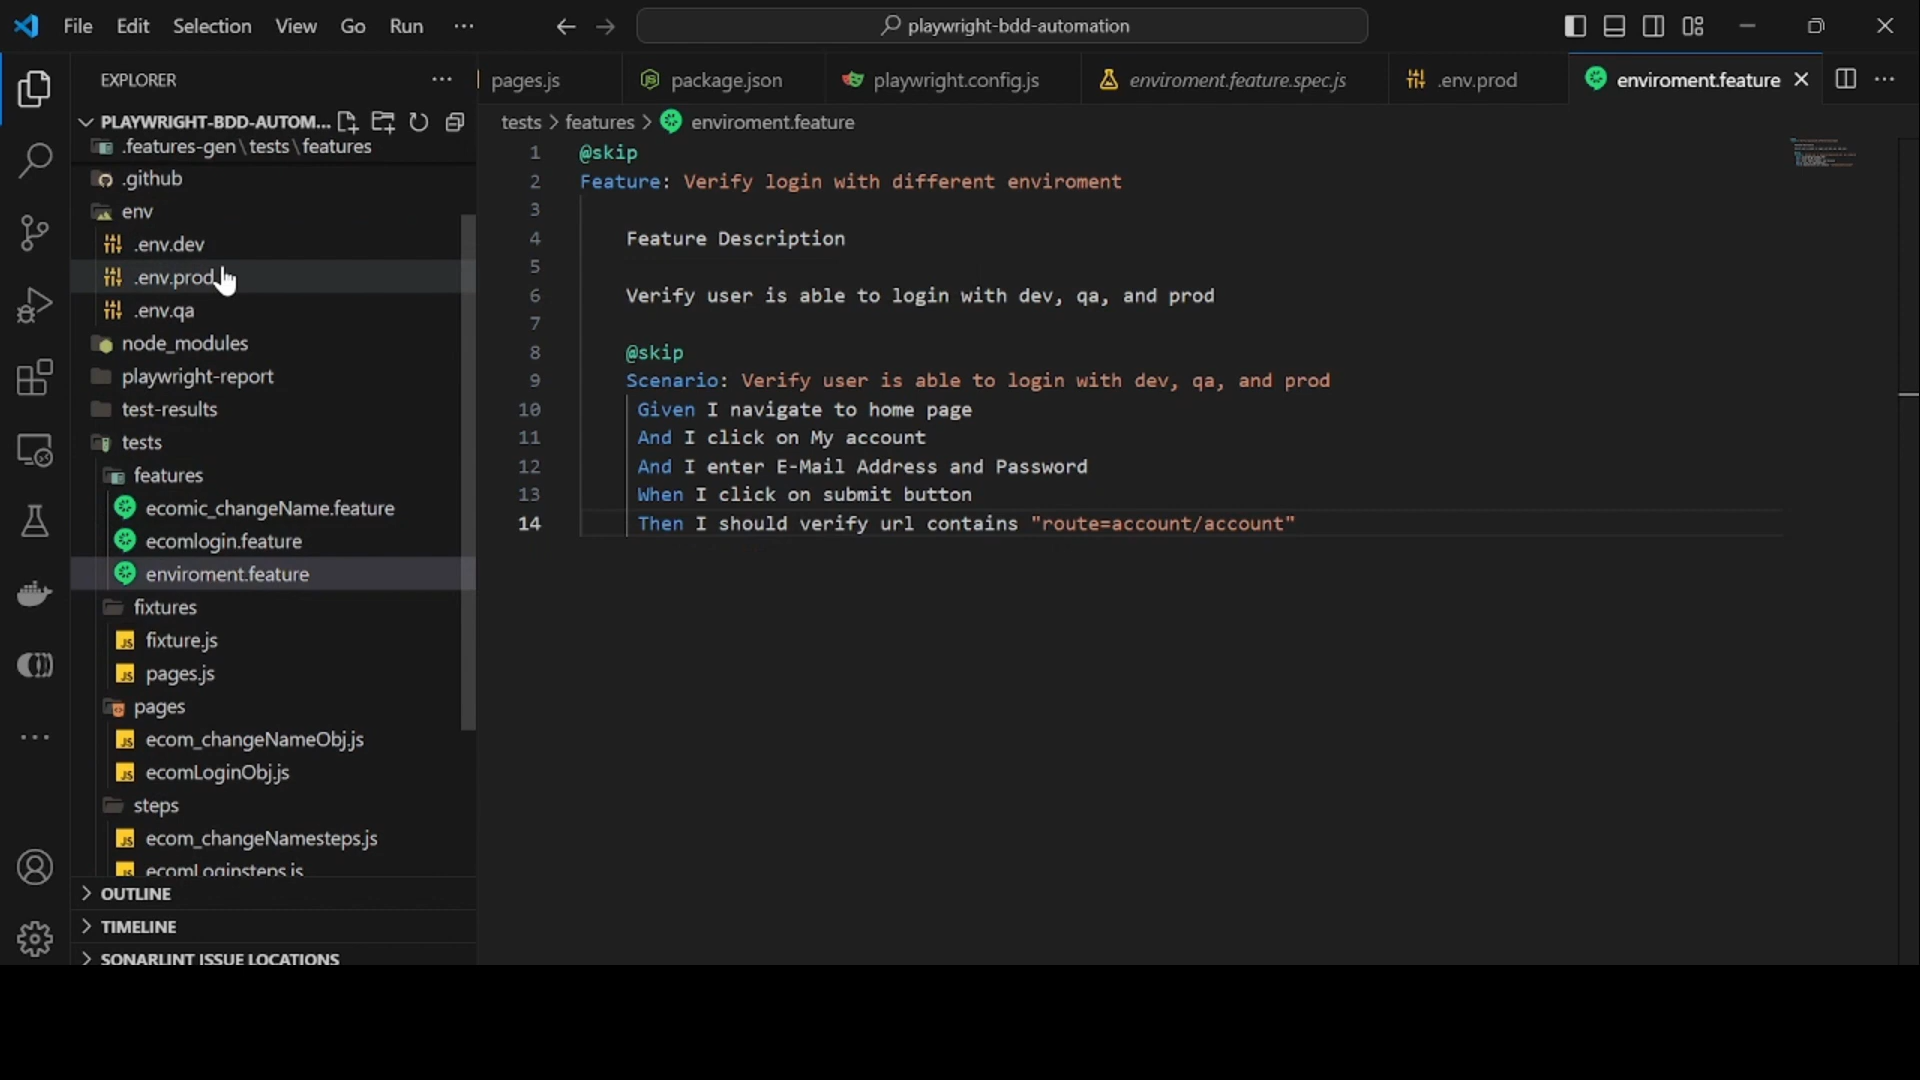 File Edit Selection View Go Run ··· playwright-bdd-automation
EXPLORER ···
PLAYWRIGHT-BDD-AUTOM...
.features-gen\tests\features
.github
env
.env.dev
.env.prod
.env.qa
node_modules
playwright-report
test-results
tests
features
ecomic_changeName.feature
ecomlogin.feature
enviroment.feature
fixtures
fixture.js
pages.js
pages
ecom_changeNameObj.js
ecomLoginObj.js
steps
ecom_changeNamesteps.js
ecomLoginsteps.js
OUTLINE
TIMELINE
SONARLINT ISSUE LOCATIONS
pages.js package.json playwright.config.js enviroment.feature.spec.js .env.prod enviroment.feature
tests > features > enviroment.feature
1 @skip
2 Feature: Verify login with different enviroment
3
4 Feature Description
5
6 Verify user is able to login with dev, qa, and prod
7
8 @skip
9 Scenario: Verify user is able to login with dev, qa, and prod
10 Given I navigate to home page
11 And I click on My account
12 And I enter E-Mail Address and Password
13 When I click on submit button
14 Then I should verify url contains "route=account/account"